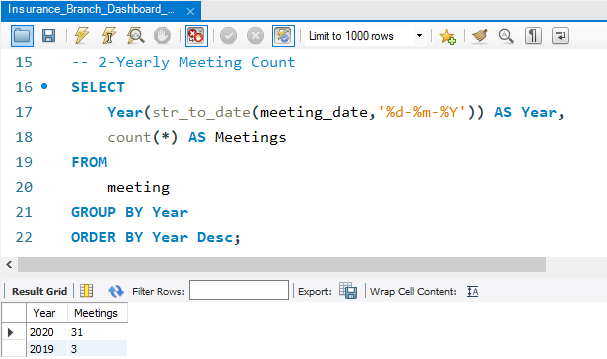 Insurance_Branch_Dashboard_...
Limit to 1000 rows
15 -- 2-Yearly Meeting Count
16 SELECT
17 Year(str_to_date(meeting_date,'%d-%m-%Y')) AS Year,
18 count(*) AS Meetings
19 FROM
20 meeting
21 GROUP BY Year
22 ORDER BY Year Desc;
Result Grid Filter Rows: Export: Wrap Cell Content:
Year Meetings
2020 31
2019 3